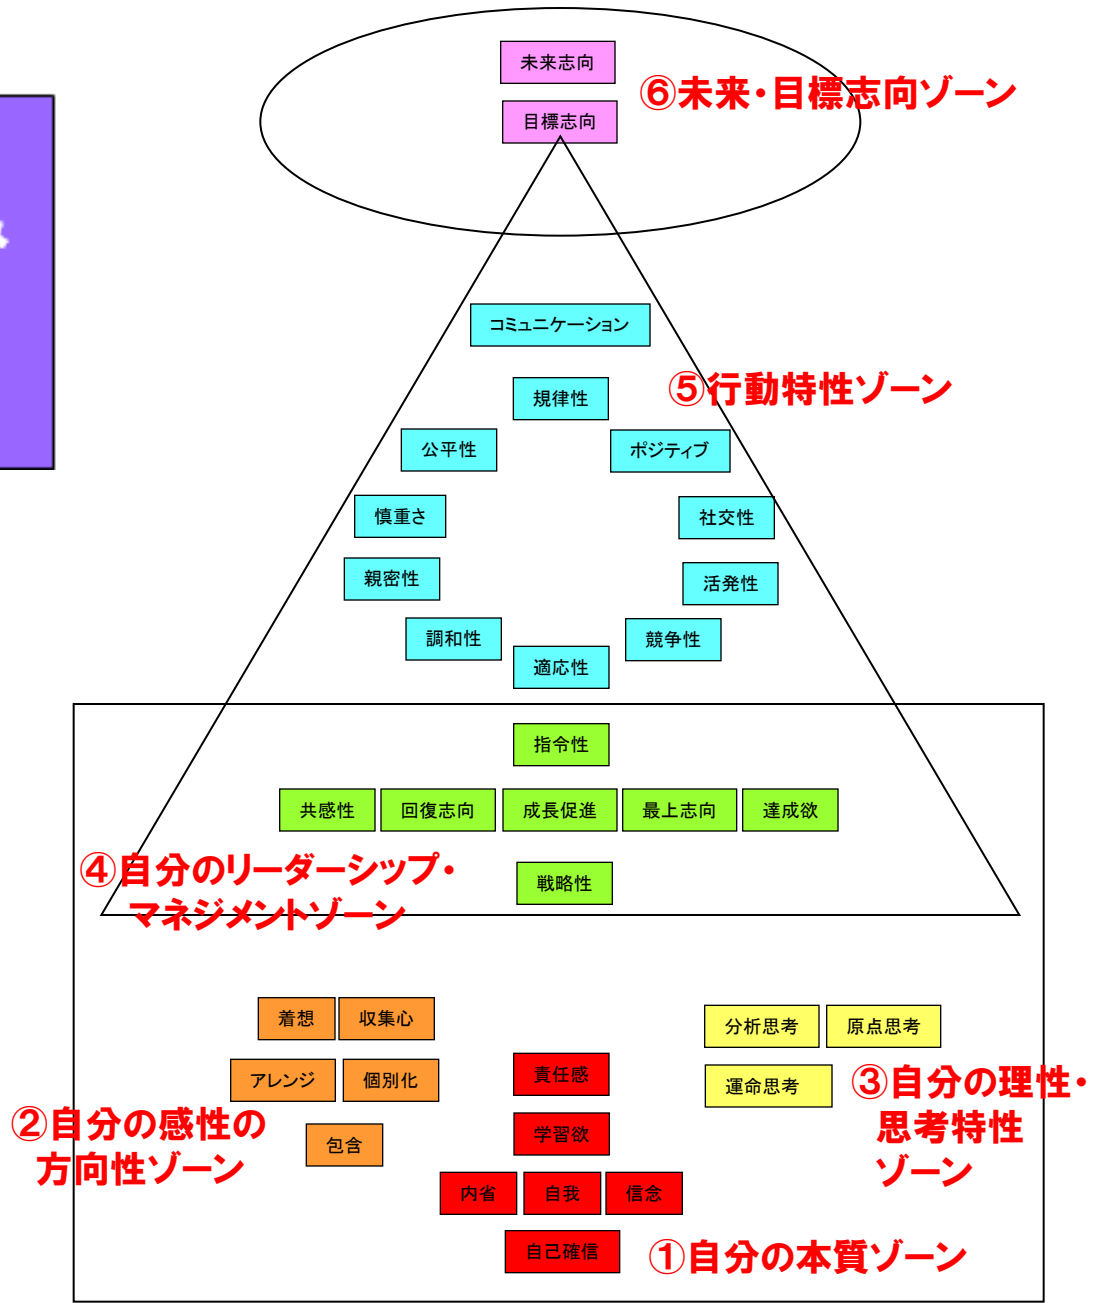 未来志向
⑥未来・目標志向ゾーン
目標志向
コミュニケーション
規律性
⑤行動特性ゾーン
公平性
ポジティブ
慎重さ
社交性
親密性
活発性
調和性
競争性
適応性
指令性
共感性
回復志向
成長促進
最上志向
達成欲
④自分のリーダーシップ・
マネジメントゾーン
戦略性
着想
収集心
分析思考
原点思考
アレンジ
個別化
責任感
運命思考
③自分の理性・
思考特性
ゾーン
②自分の感性の
方向性ゾーン
包含
学習欲
内省
自我
信念
自己確信
①自分の本質ゾーン